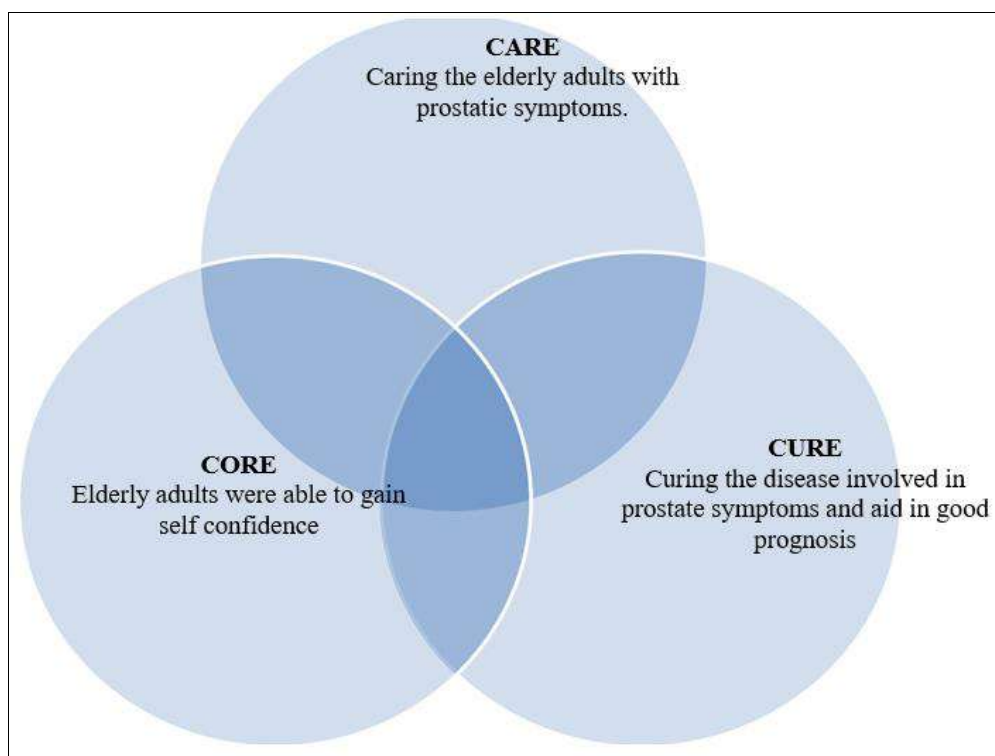 CARE
Caring the elderly adults with
prostatic symptoms.
CORE
Elderly adults were able to gain
self confidence
CURE
Curing the disease involved in
prostate symptoms and aid in good
prognosis